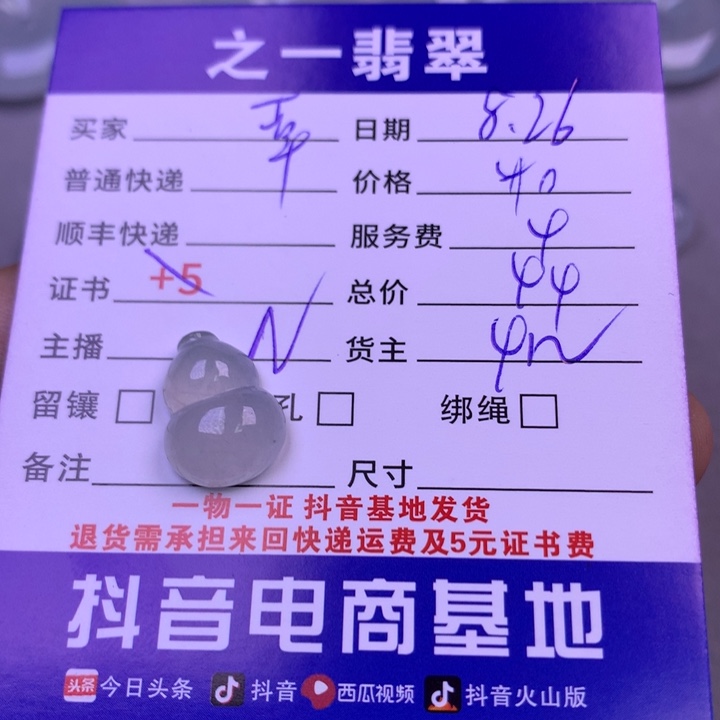 之一翡翠
买家 日期 8.26
普通快递 价格 40
顺丰快递 服务费 4
证书 +5 总价 44
主播 N 货主
留镶 孔 绑绳
备注 尺寸
一物一证 抖音基地发货
退货需承担来回快递运费及5元证书费
抖音电商基地
头条 今日头条 抖音 西瓜视频 抖音火山版